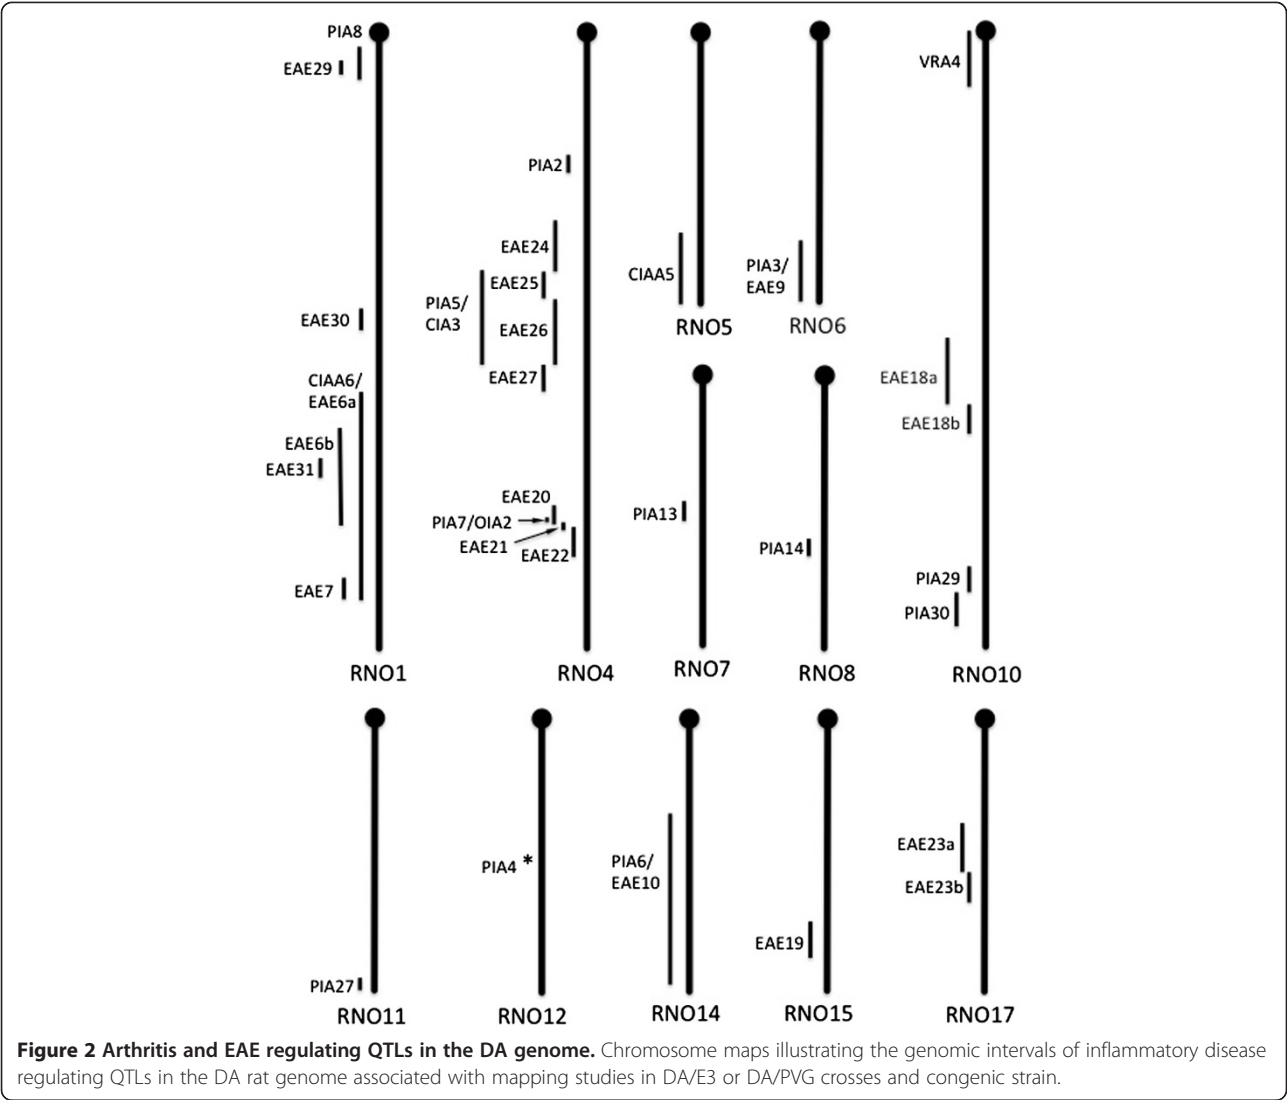 PIA8
EAE29
EAE30
CIAA6/
EAE6a
EAE6b
EAE31
EAE7
RNO1
PIA2
EAE24
EAE25
PIA5/
CIA3
EAE26
EAE27
EAE20
PIA7/OIA2
EAE21
EAE22
RNO4
CIAA5
RNO5
PIA3/
EAE9
RNO6
PIA13
RNO7
PIA14
RNO8
VRA4
EAE18a
EAE18b
PIA29
PIA30
RNO10
PIA27
RNO11
PIA4 *
RNO12
PIA6/
EAE10
RNO14
EAE19
RNO15
EAE23a
EAE23b
RNO17
Figure 2 Arthritis and EAE regulating QTLs in the DA genome. Chromosome maps illustrating the genomic intervals of inflammatory disease
regulating QTLs in the DA rat genome associated with mapping studies in DA/E3 or DA/PVG crosses and congenic strain.